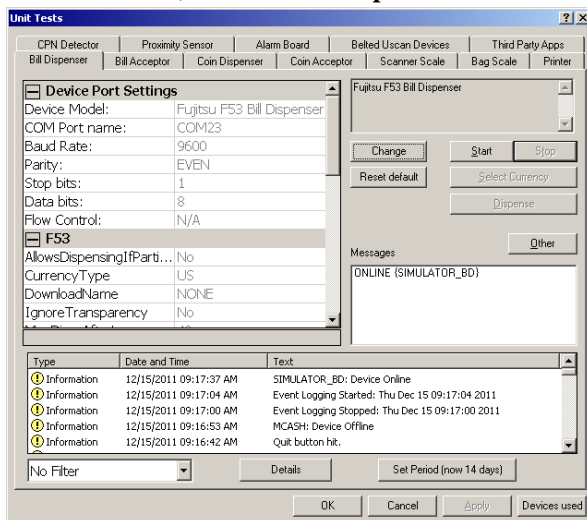 Unit Tests
CPN Detector Proximity Sensor Alarm Board Belted Uscan Devices Third Party Apps
Bill Dispenser Bill Acceptor Coin Dispenser Coin Acceptor Scanner Scale Bag Scale Printer
Device Port Settings
Device Model: Fujitsu F53 Bill Dispenser
COM Port name: COM23
Baud Rate: 9600
Parity: EVEN
Stop bits: 1
Data bits: 8
Flow Control: N/A
F53
AllowsDispensingIfParti... No
CurrencyType US
DownloadName NONE
IgnoreTransparency No
Fujitsu F53 Bill Dispenser
Change Start Stop
Reset default Select Currency
Dispense
Other
Messages
ONLINE {SIMULATOR_BD}
Type Date and Time Text
Information 12/15/2011 09:17:37 AM SIMULATOR_BD: Device Online
Information 12/15/2011 09:17:04 AM Event Logging Started: Thu Dec 15 09:17:04 2011
Information 12/15/2011 09:17:00 AM Event Logging Stopped: Thu Dec 15 09:17:00 2011
Information 12/15/2011 09:16:53 AM MCASH: Device Offline
Information 12/15/2011 09:16:42 AM Quit button hit.
No Filter Details Set Period (now 14 days)
OK Cancel Apply Devices used